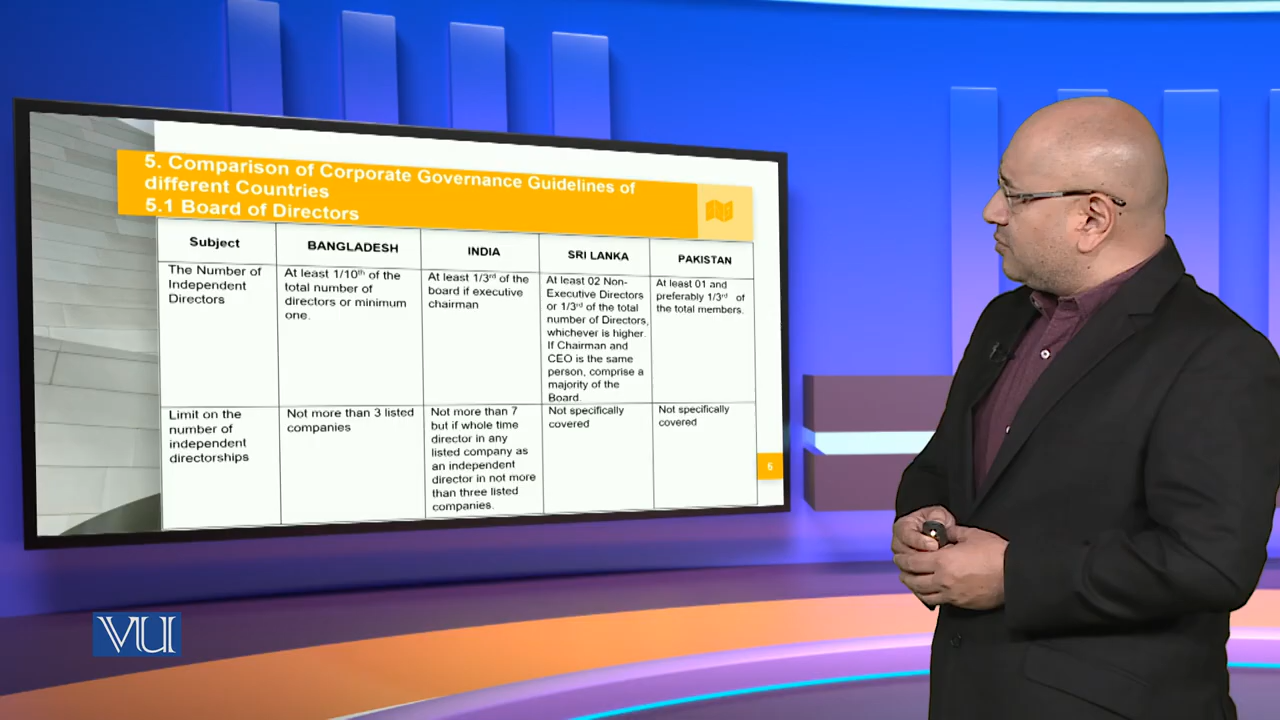 5. Comparison of Corporate Governance Guidelines of
different Countries
5.1 Board of Directors
Subject
BANGLADESH
INDIA
SRI LANKA
PAKISTAN
The Number of
Independent
Directors
At least 1/10th of the
total number of
directors or minimum
one.
At least 1/3rd of the
board if executive
chairman
At least 02 Non-
Executive Directors
or 1/3rd of the total
number of Directors,
whichever is higher.
If Chairman and
CEO is the same
person, comprise a
majority of the
Board.
At least 01 and
preferably 1/3rd of
the total members.
Limit on the
number of
independent
directorships
Not more than 3 listed
companies
Not more than 7
but if whole time
director in any
listed company as
an independent
director in not more
than three listed
companies.
Not specifically
covered
Not specifically
covered
6
VU